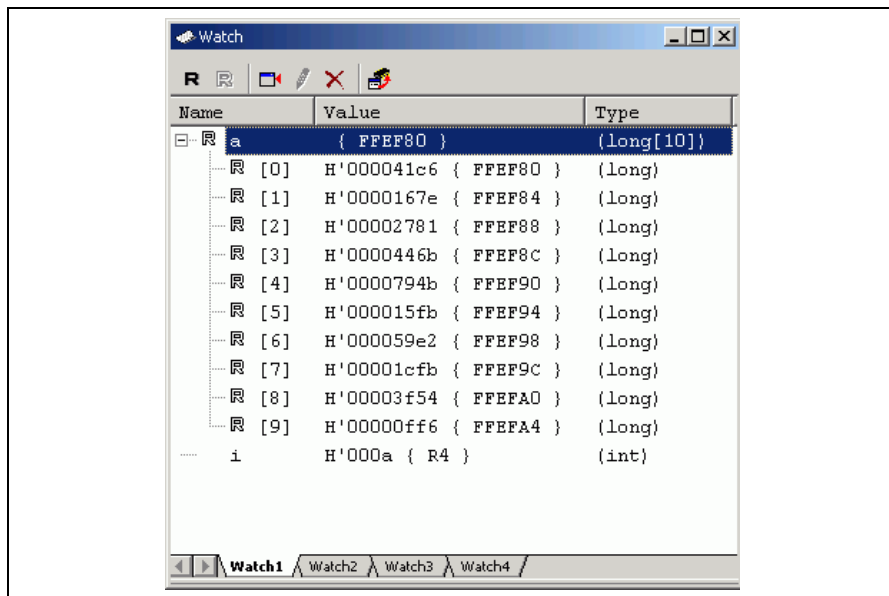 Watch
R R
Name Value Type
R a { FFEF80 } (long[10])
R [0] H'000041c6 { FFEF80 } (long)
R [1] H'0000167e { FFEF84 } (long)
R [2] H'00002781 { FFEF88 } (long)
R [3] H'0000446b { FFEF8C } (long)
R [4] H'0000794b { FFEF90 } (long)
R [5] H'000015fb { FFEF94 } (long)
R [6] H'000059e2 { FFEF98 } (long)
R [7] H'00001cfb { FFEF9C } (long)
R [8] H'00003f54 { FFEFA0 } (long)
R [9] H'00000ff6 { FFEFA4 } (long)
i H'000a { R4 } (int)
Watch1 Watch2 Watch3 Watch4